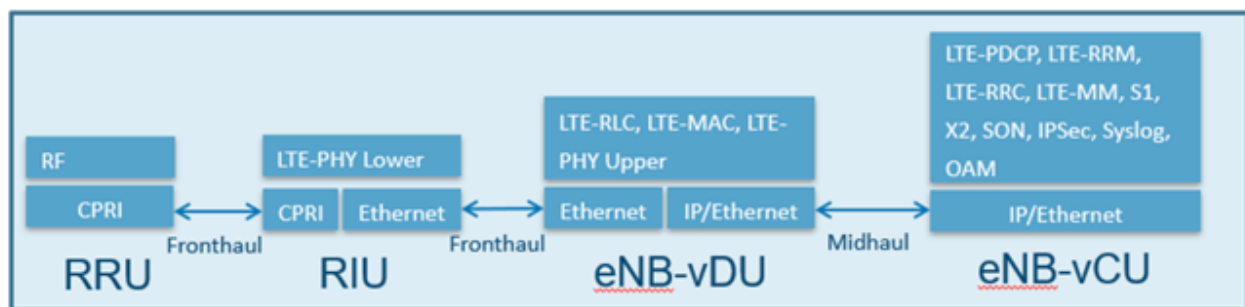 RF
CPRI
Fronthaul
RRU
LTE-PHY Lower
CPRI
Ethernet
Fronthaul
RIU
LTE-RLC, LTE-MAC, LTE-
PHY Upper
Ethernet
IP/Ethernet
Midhaul
eNB-vDU
LTE-PDCP, LTE-RRM,
LTE-RRC, LTE-MM, S1,
X2, SON, IPSec, Syslog,
OAM
IP/Ethernet
eNB-vCU